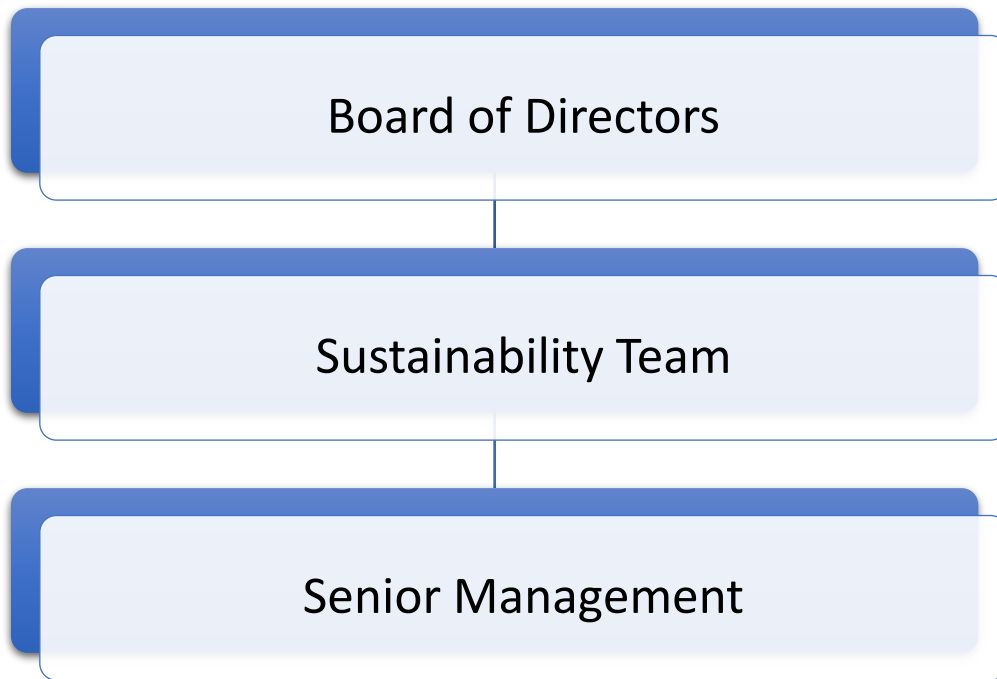 Board of Directors
Sustainability Team
Senior Management